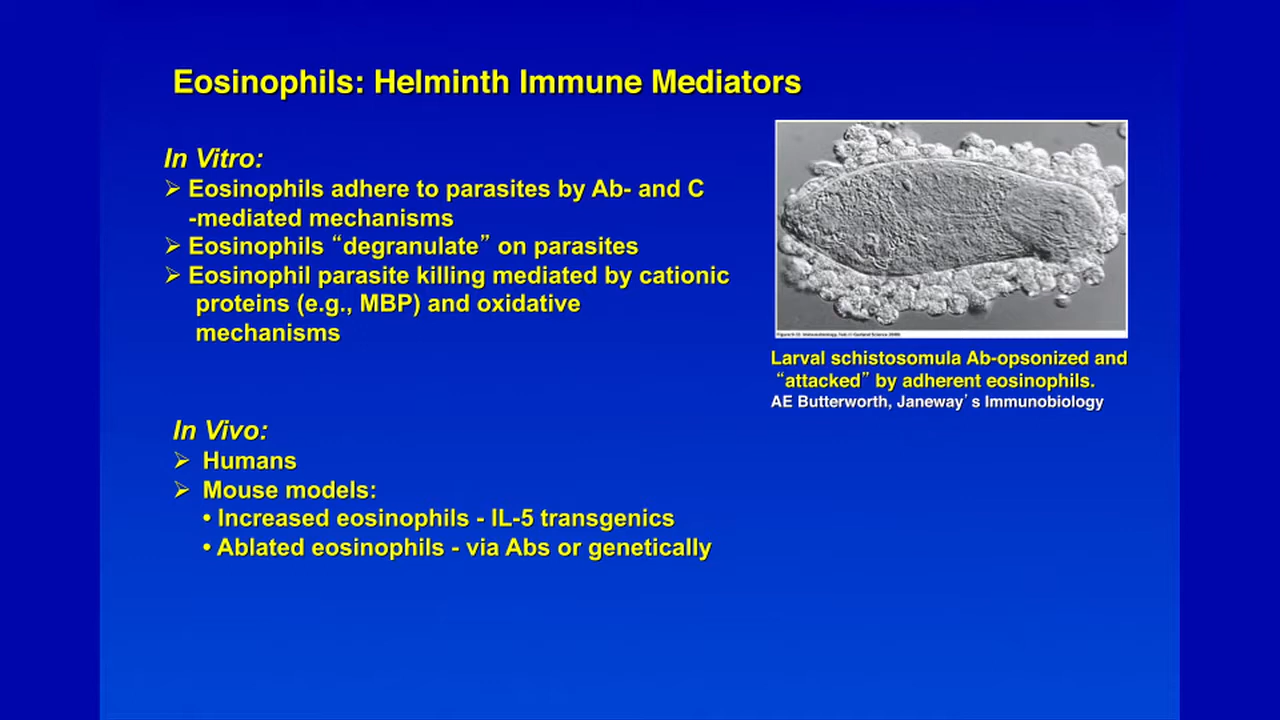 Eosinophils: Helminth Immune Mediators
In Vitro:
➢ Eosinophils adhere to parasites by Ab- and C
-mediated mechanisms
➢ Eosinophils “degranulate” on parasites
➢ Eosinophil parasite killing mediated by cationic
proteins (e.g., MBP) and oxidative
mechanisms
Larval schistosomula Ab-opsonized and
“attacked” by adherent eosinophils.
AE Butterworth, Janeway’s Immunobiology
In Vivo:
➢ Humans
➢ Mouse models:
• Increased eosinophils - IL-5 transgenics
• Ablated eosinophils - via Abs or genetically